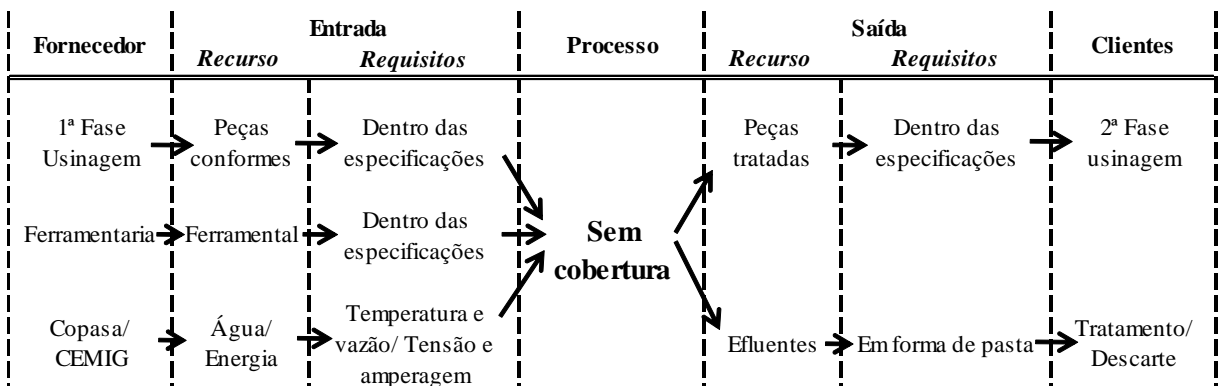 Entrada
Saída
Fornecedor
Recurso
Requisitos
Processo
Recurso
Requisitos
Clientes
1ª Fase
Usinagem
Peças
conformes
Dentro das
especificações
Peças
tratadas
Dentro das
especificações
2ª Fase
usinagem
Ferramentaria
Ferramental
Dentro das
especificações
Sem
cobertura
Copasa/
CEMIG
Água/
Energia
Temperatura e
vazão/ Tensão e
amperagem
Efluentes
Em forma de pasta
Tratamento/
Descarte